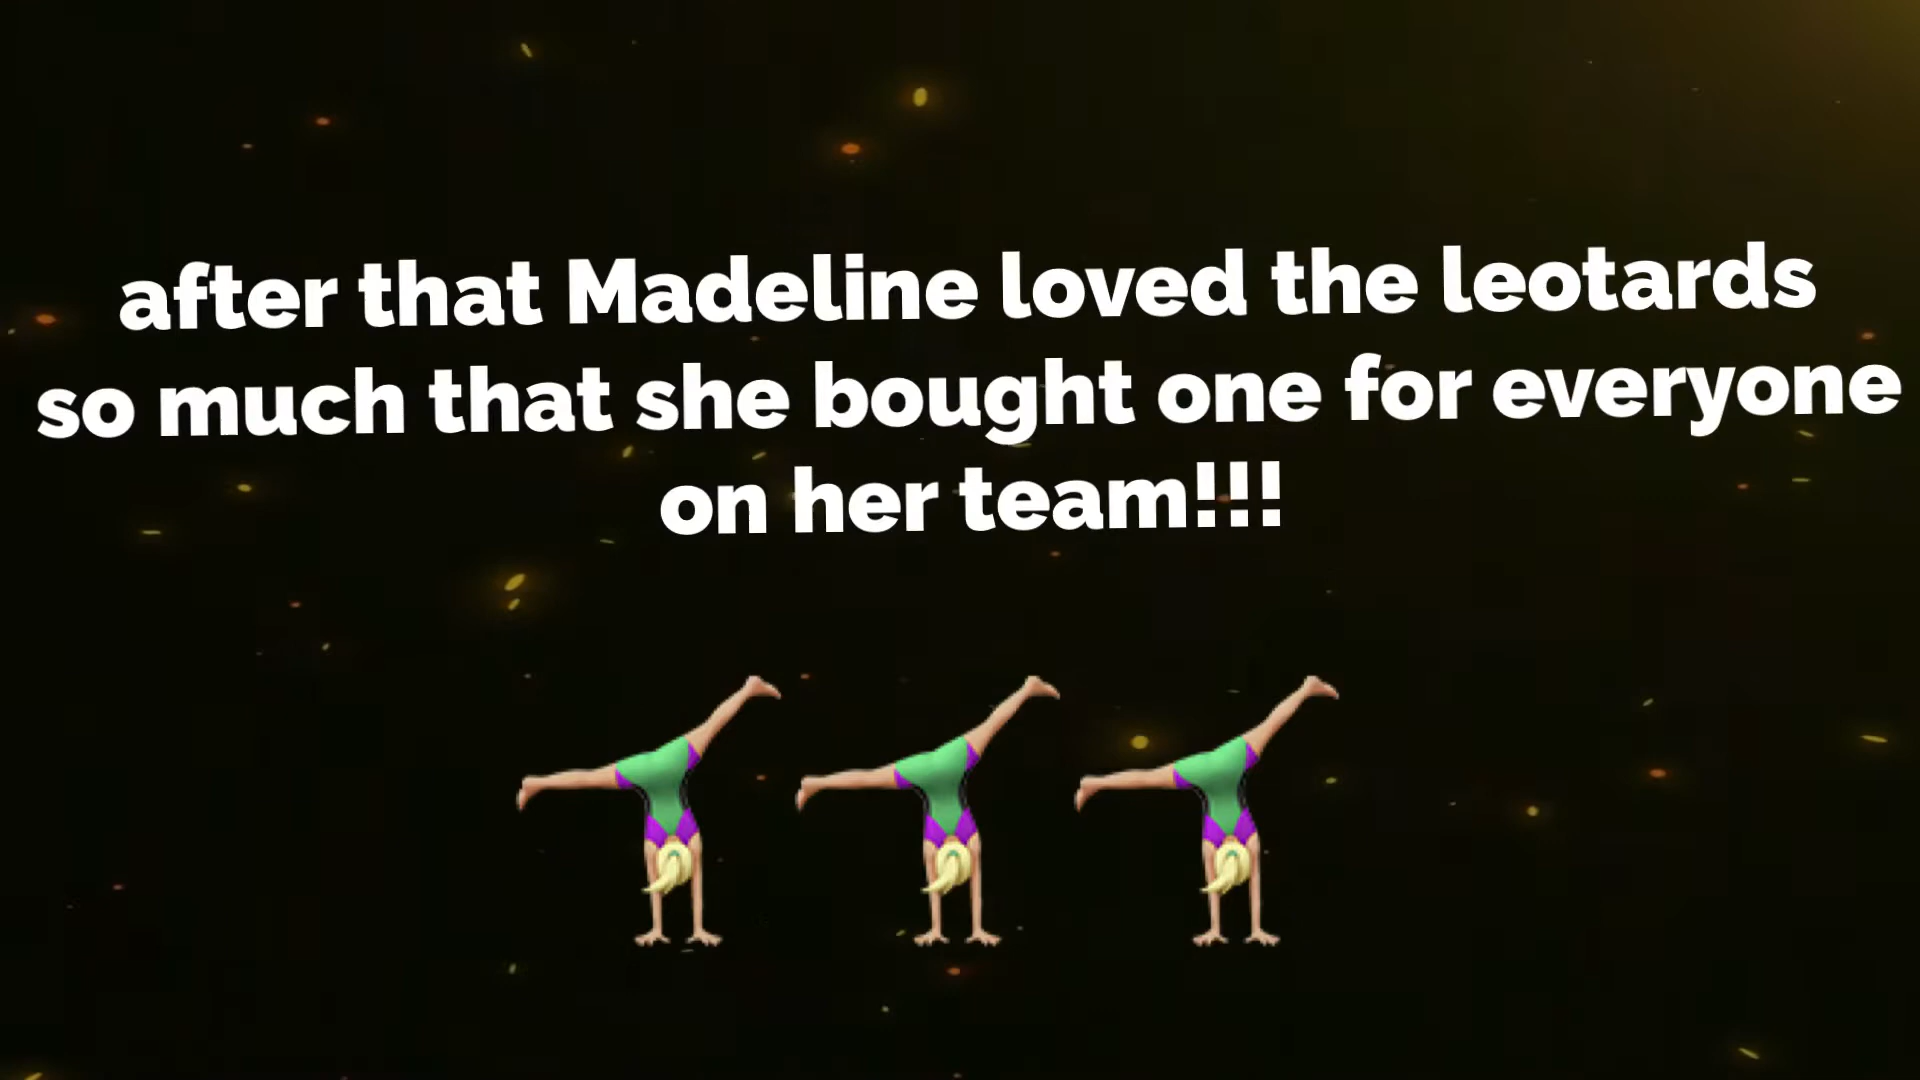 after that Madeline loved the leotards
so much that she bought one for everyone
on her team!!!